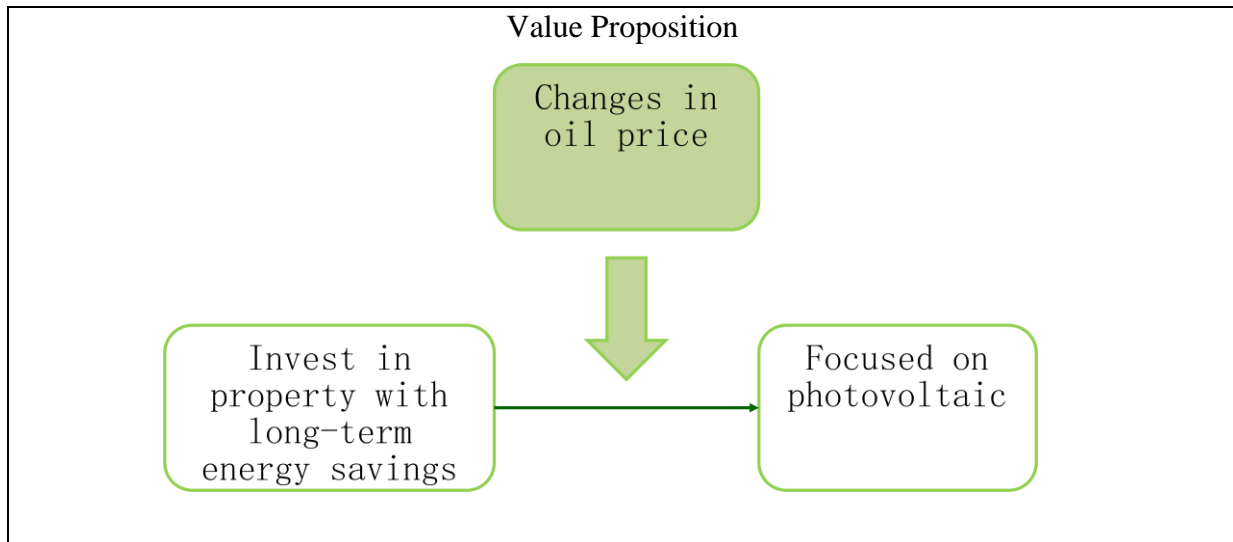 Value Proposition
Changes in
oil price
Invest in
property with
long-term
energy savings
Focused on
photovoltaic